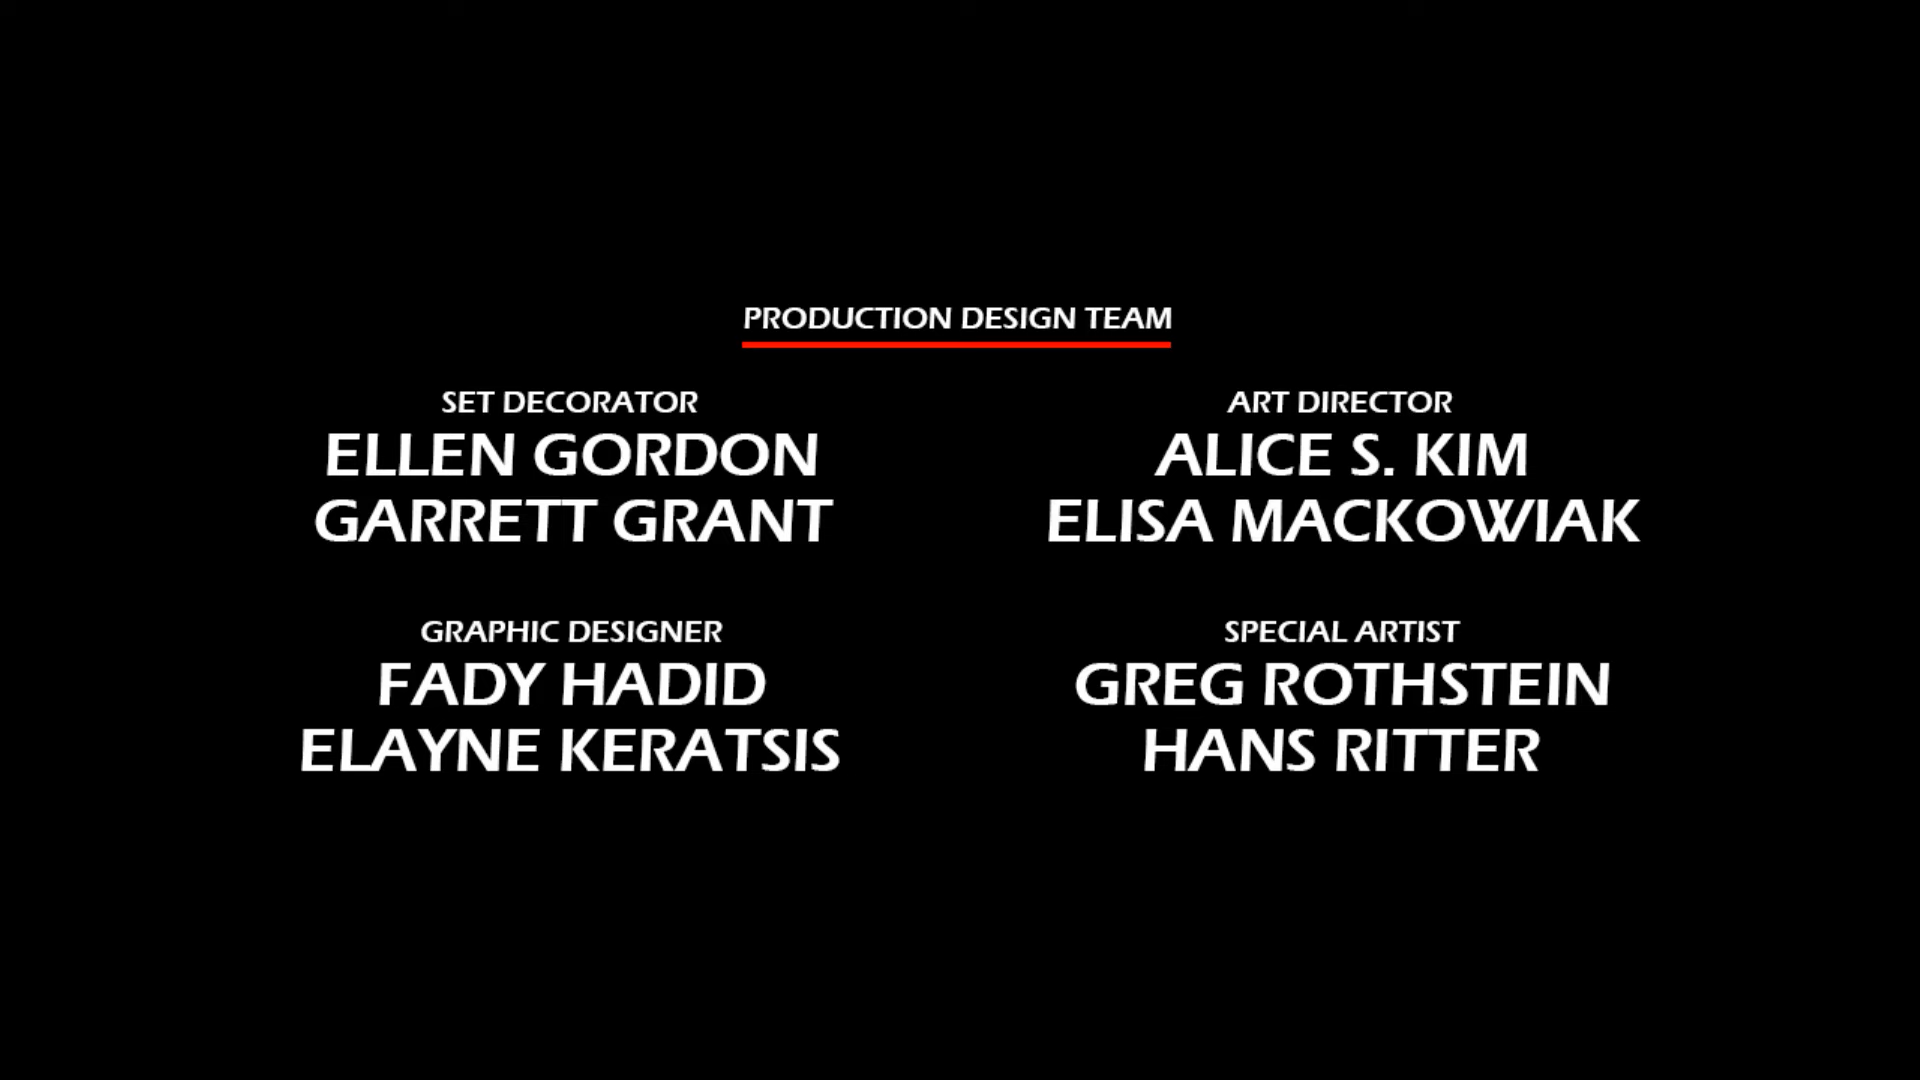 PRODUCTION DESIGN TEAM
SET DECORATOR
ELLEN GORDON
GARRETT GRANT
ART DIRECTOR
ALICE S. KIM
ELISA MACKOWIAK
GRAPHIC DESIGNER
FADY HADID
ELAYNE KERATSIS
SPECIAL ARTIST
GREG ROTHSTEIN
HANS RITTER